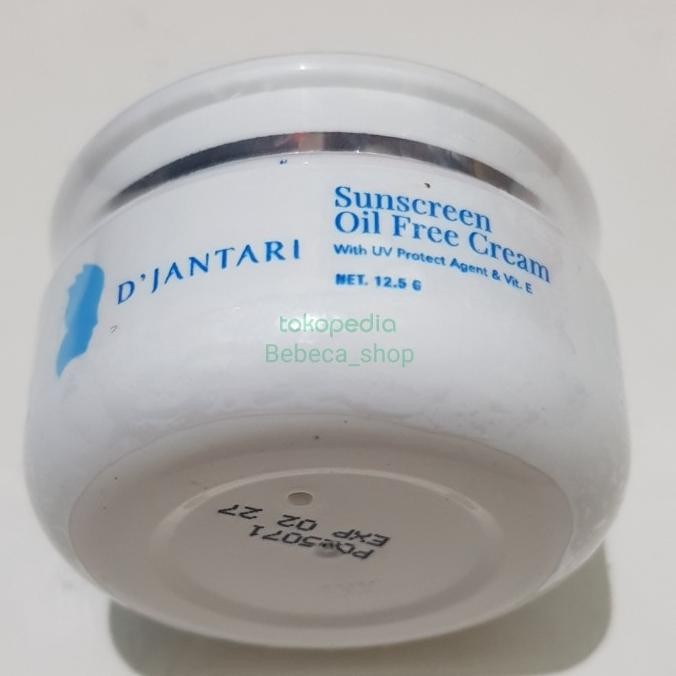 D'JANTARI
Sunscreen
Oil Free Cream
With UV Protect Agent & Vit. E
NET. 12.5 G
tokopedia
Bebeca_shop
EXP 02 27